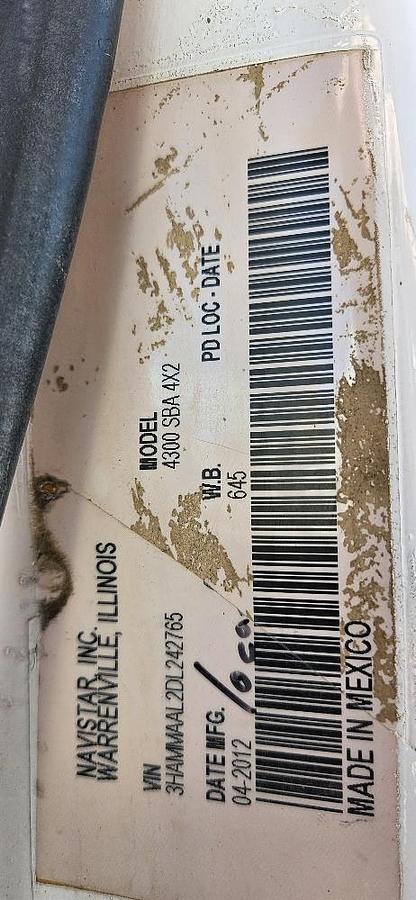 NAVISTAR, INC.
WARRENVILLE, ILLINOIS
VIN
3HAMMAAL2DL242765
MODEL
4300 SBA 4X2
DATE MFG.
04-2012
W.B.
645
PD LOC - DATE
MADE IN MEXICO